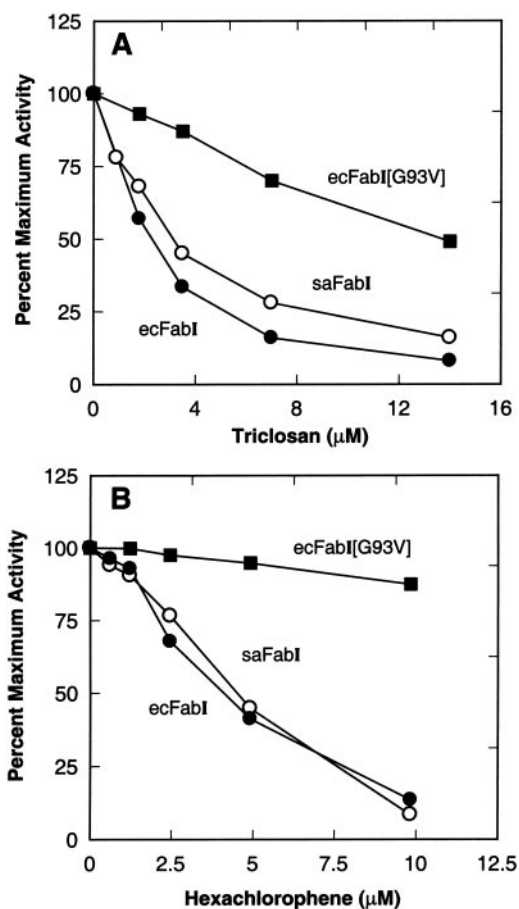 A
125
100
75
50
25
0
Percent Maximum Activity
ecFabI[G93V]
saFabI
ecFabI
0 4 8 12 16
Triclosan (μM)
B
125
100
75
50
25
0
Percent Maximum Activity
ecFabI[G93V]
saFabI
ecFabI
0 2.5 5 7.5 10 12.5
Hexachlorophene (μM)